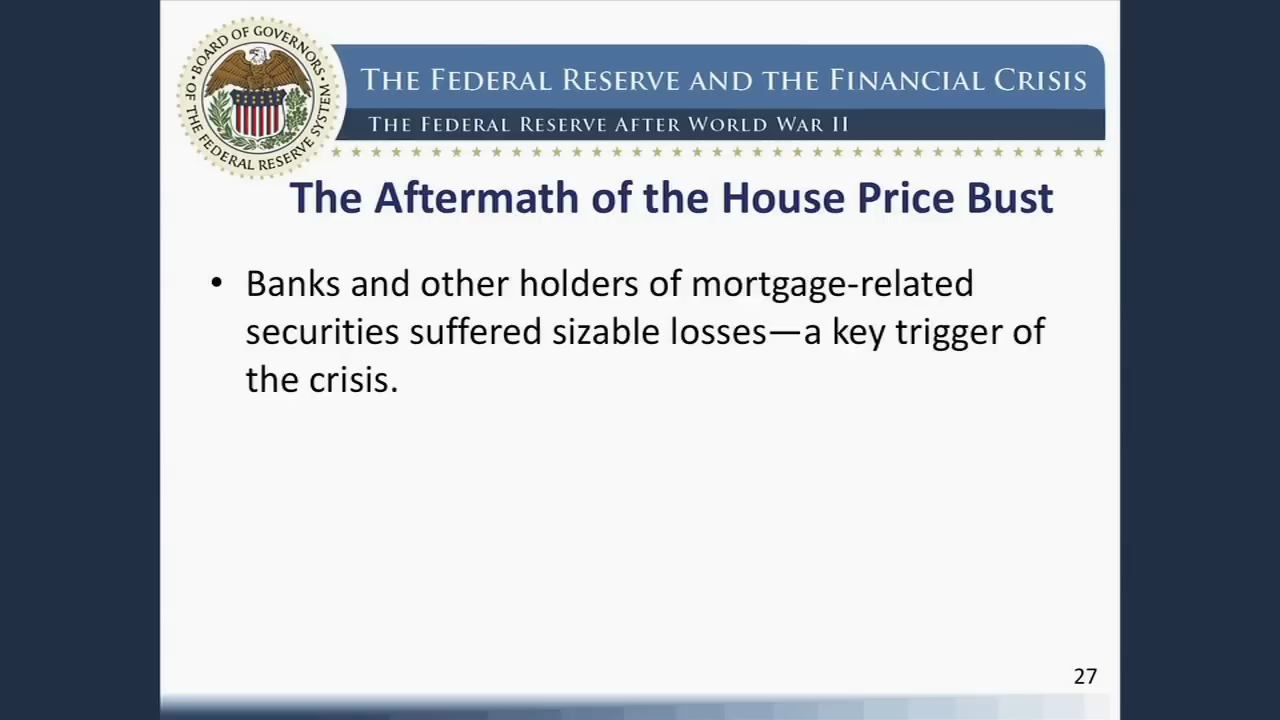 BOARD OF GOVERNORS
OF THE FEDERAL RESERVE SYSTEM
THE FEDERAL RESERVE AND THE FINANCIAL CRISIS
THE FEDERAL RESERVE AFTER WORLD WAR II
The Aftermath of the House Price Bust
• Banks and other holders of mortgage-related
securities suffered sizable losses—a key trigger of
the crisis.
27